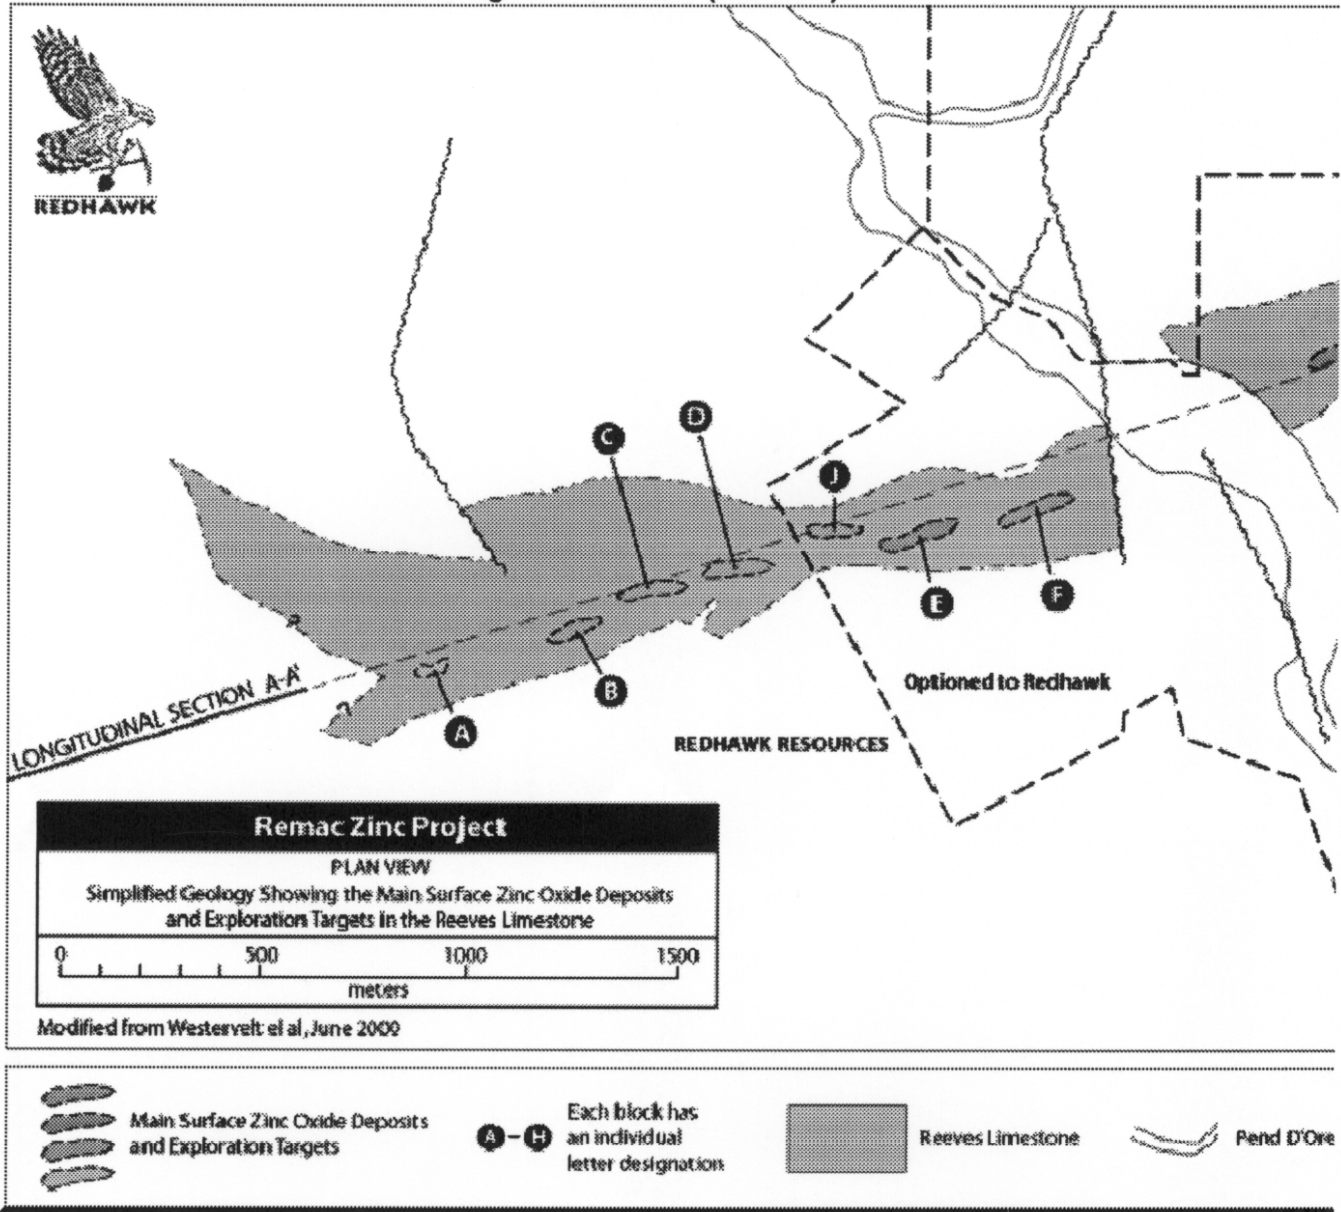 REDHAWK
C
D
J
E
F
B
A
LONGITUDINAL SECTION A-A'
Optioned to Redhawk
REDHAWK RESOURCES
Remac Zinc Project
PLAN VIEW
Simplified Geology Showing the Main Surface Zinc Oxide Deposits
and Exploration Targets in the Reeves Limestone
0 500 1000 1500
meters
Modified from Westervelt el al, June 2000
Main Surface Zinc Oxide Deposits
and Exploration Targets
A - H
Each block has
an individual
letter designation
Reeves Limestone
Pend D'Ore